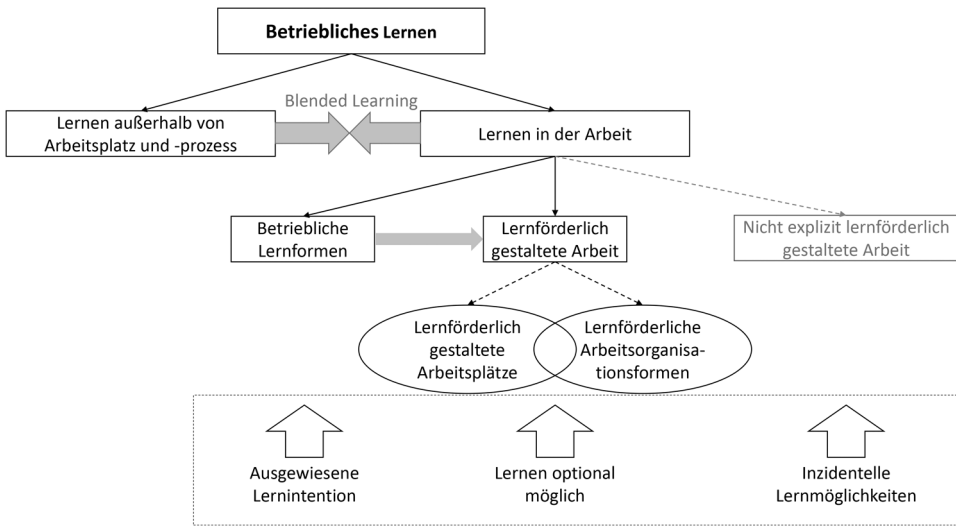 Betriebliches Lernen
Blended Learning
Lernen außerhalb von
Arbeitsplatz und -prozess
Lernen in der Arbeit
Betriebliche
Lernformen
Lernförderlich
gestaltete Arbeit
Nicht explizit lernförderlich
gestaltete Arbeit
Lernförderlich
gestaltete
Arbeitsplätze
Lernförderliche
Arbeitsorganisa-
tionsformen
Ausgewiesene
Lernintention
Lernen optional
möglich
Inzidentelle
Lernmöglichkeiten